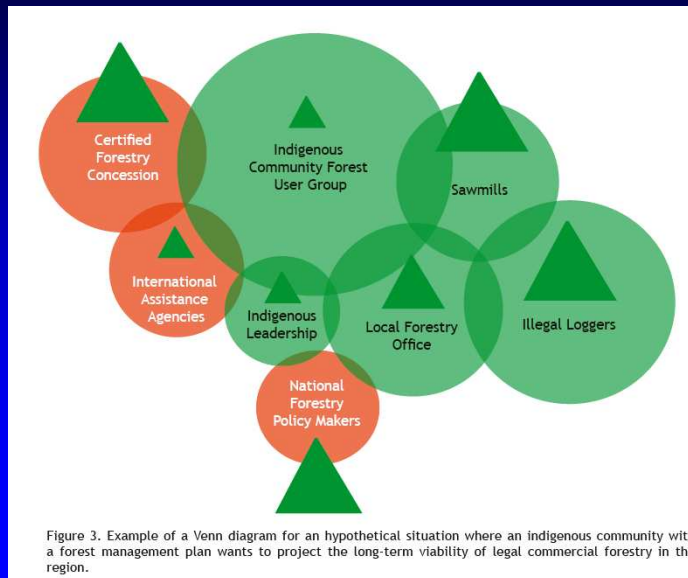 Certified
Forestry
Concession
Indigenous
Community Forest
User Group
Sawmills
International
Assistance
Agencies
Indigenous
Leadership
Local Forestry
Office
Illegal Loggers
National
Forestry
Policy Makers
Figure 3. Example of a Venn diagram for an hypothetical situation where an indigenous community wit
a forest management plan wants to project the long-term viability of legal commercial forestry in th
region.